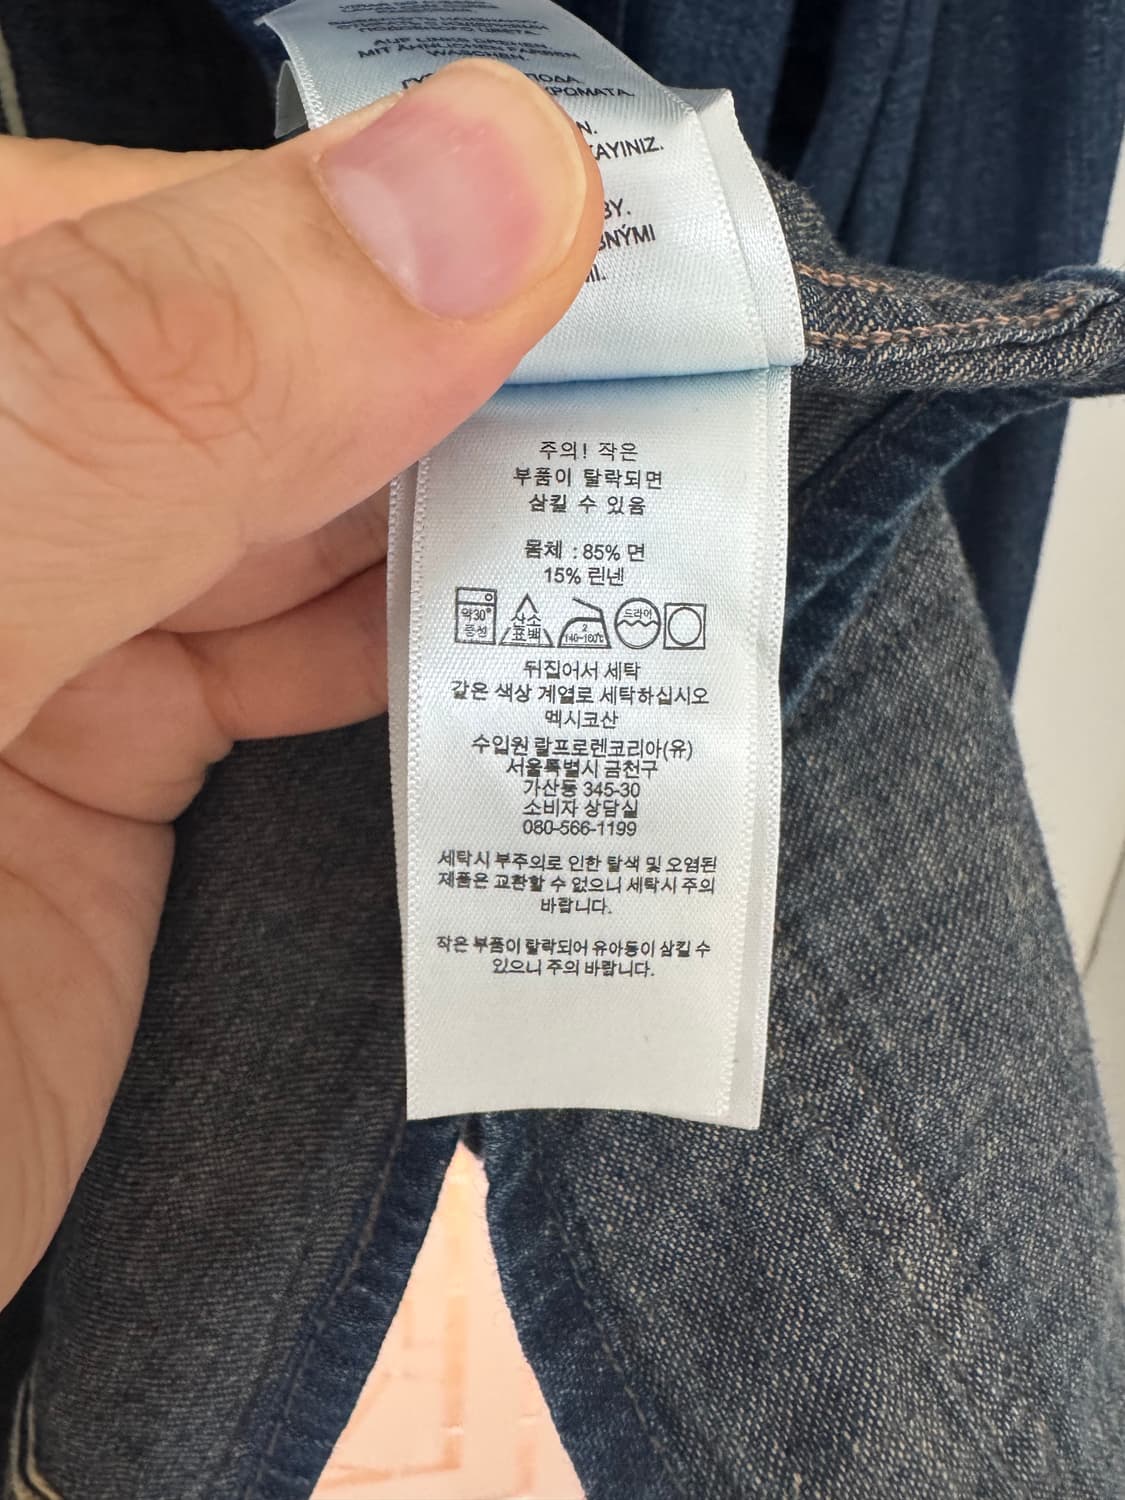 AUF LINKS DREHEN.
MIT ÄHNLICHEN FARBEN
WASCHEN.
주의! 작은
부품이 탈락되면
삼킬 수 있음
몸체 : 85% 면
15% 린넨
약30°
중성
산소
표백
2
140~160℃
드라이
뒤집어서 세탁
같은 색상 계열로 세탁하십시오
멕시코산
수입원 랄프로렌코리아(유)
서울특별시 금천구
가산동 345-30
소비자 상담실
080-566-1199
세탁시 부주의로 인한 탈색 및 오염된
제품은 교환할 수 없으니 세탁시 주의
바랍니다.
작은 부품이 탈락되어 유아동이 삼킬 수
있으니 주의 바랍니다.